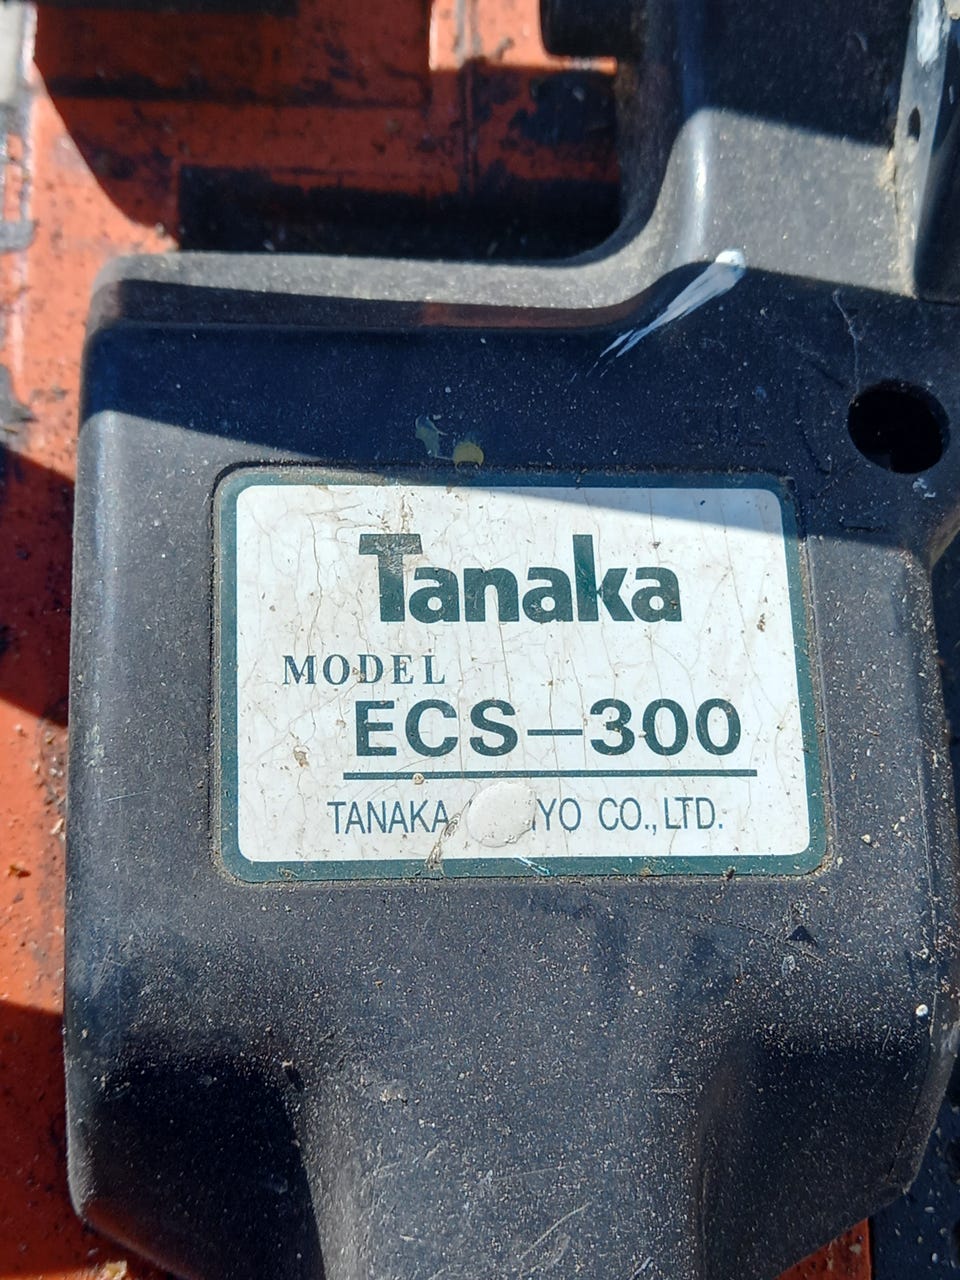 Tanaka
MODEL
ECS–300
TANAKA YO CO., LTD.